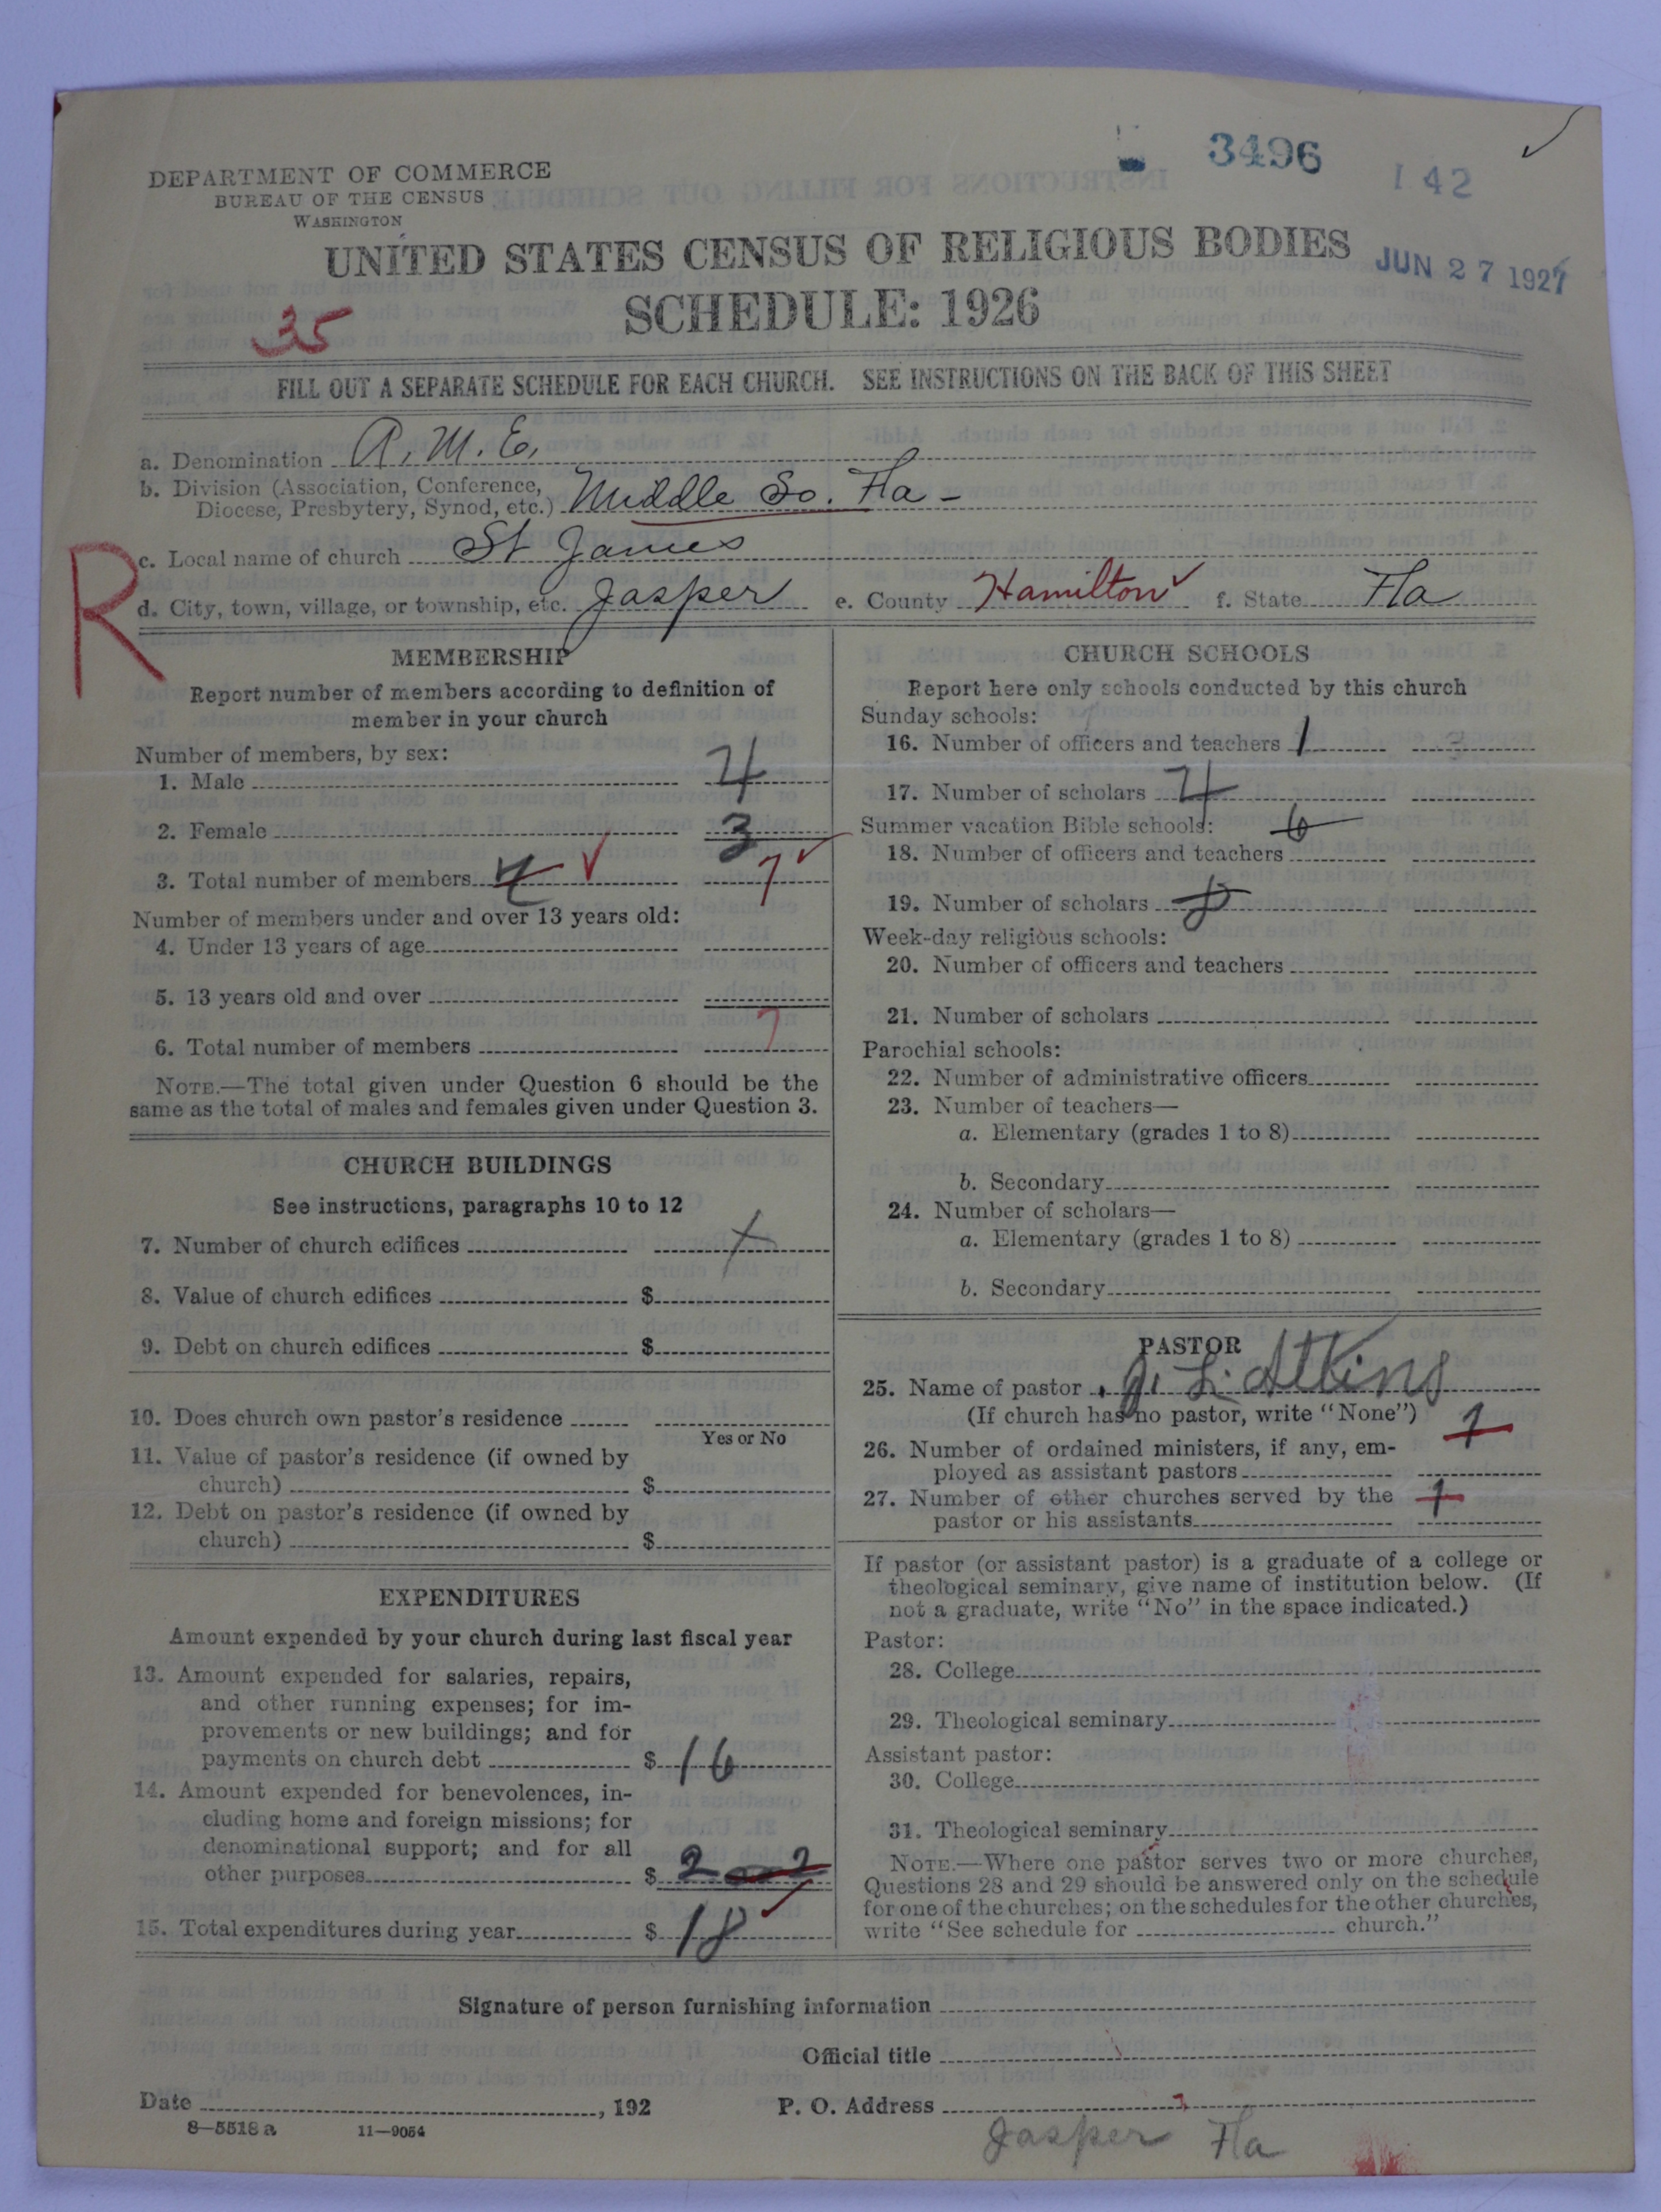 3496
142
DEPARTMENT OF COMMERCE
BUREAU OF THE CENSUS
WASHINGTON
UNITED STATES CENSUS OF RELIGIOUS BODIES
JUN 27 1927
SCHEDULE: 1926
35
FILL OUT A SEPARATE SCHEDULE FOR EACH CHURCH. SEE INSTRUCTIONS ON THE BACK OF THIS SHEET
a. Denomination A. M. E.
b. Division (Association, Conference,
Diocese, Presbytery, Synod, etc.) Middle So. Fla -
R
c. Local name of church St James
d. City, town, village, or township, etc. Jasper e. County Hamilton ✓ f. State Fla
MEMBERSHIP
Report number of members according to definition of
member in your church
Number of members, by sex:
1. Male 4
2. Female 3
3. Total number of members 7
Number of members under and over 13 years old:
4. Under 13 years of age
5. 13 years old and over
6. Total number of members 7
NOTE.—The total given under Question 6 should be the
same as the total of males and females given under Question 3.
CHURCH BUILDINGS
See instructions, paragraphs 10 to 12
7. Number of church edifices X
8. Value of church edifices $
9. Debt on church edifices $
10. Does church own pastor's residence
Yes or No
11. Value of pastor's residence (if owned by
church) $
12. Debt on pastor's residence (if owned by
church) $
EXPENDITURES
Amount expended by your church during last fiscal year
13. Amount expended for salaries, repairs,
and other running expenses; for im-
provements or new buildings; and for
payments on church debt $ 16
14. Amount expended for benevolences, in-
cluding home and foreign missions; for
denominational support; and for all
other purposes $ 2
15. Total expenditures during year $ 18
CHURCH SCHOOLS
Report here only schools conducted by this church
Sunday schools:
16. Number of officers and teachers 1
17. Number of scholars 4
Summer vacation Bible schools: 6
18. Number of officers and teachers
19. Number of scholars
Week-day religious schools:
20. Number of officers and teachers
21. Number of scholars
Parochial schools:
22. Number of administrative officers
23. Number of teachers—
a. Elementary (grades 1 to 8)
b. Secondary
24. Number of scholars—
a. Elementary (grades 1 to 8)
b. Secondary
PASTOR
25. Name of pastor J. L. Atkins
(If church has no pastor, write "None") 1
26. Number of ordained ministers, if any, em-
ployed as assistant pastors
27. Number of other churches served by the 1
pastor or his assistants
If pastor (or assistant pastor) is a graduate of a college or
theological seminary, give name of institution below. (If
not a graduate, write "No" in the space indicated.)
Pastor:
28. College
29. Theological seminary
Assistant pastor:
30. College
31. Theological seminary
NOTE.—Where one pastor serves two or more churches,
Questions 28 and 29 should be answered only on the schedule
for one of the churches; on the schedules for the other churches,
write "See schedule for church."
Signature of person furnishing information
Official title
Date , 192 P. O. Address
8—5518 a 11—9054
Jasper Fla